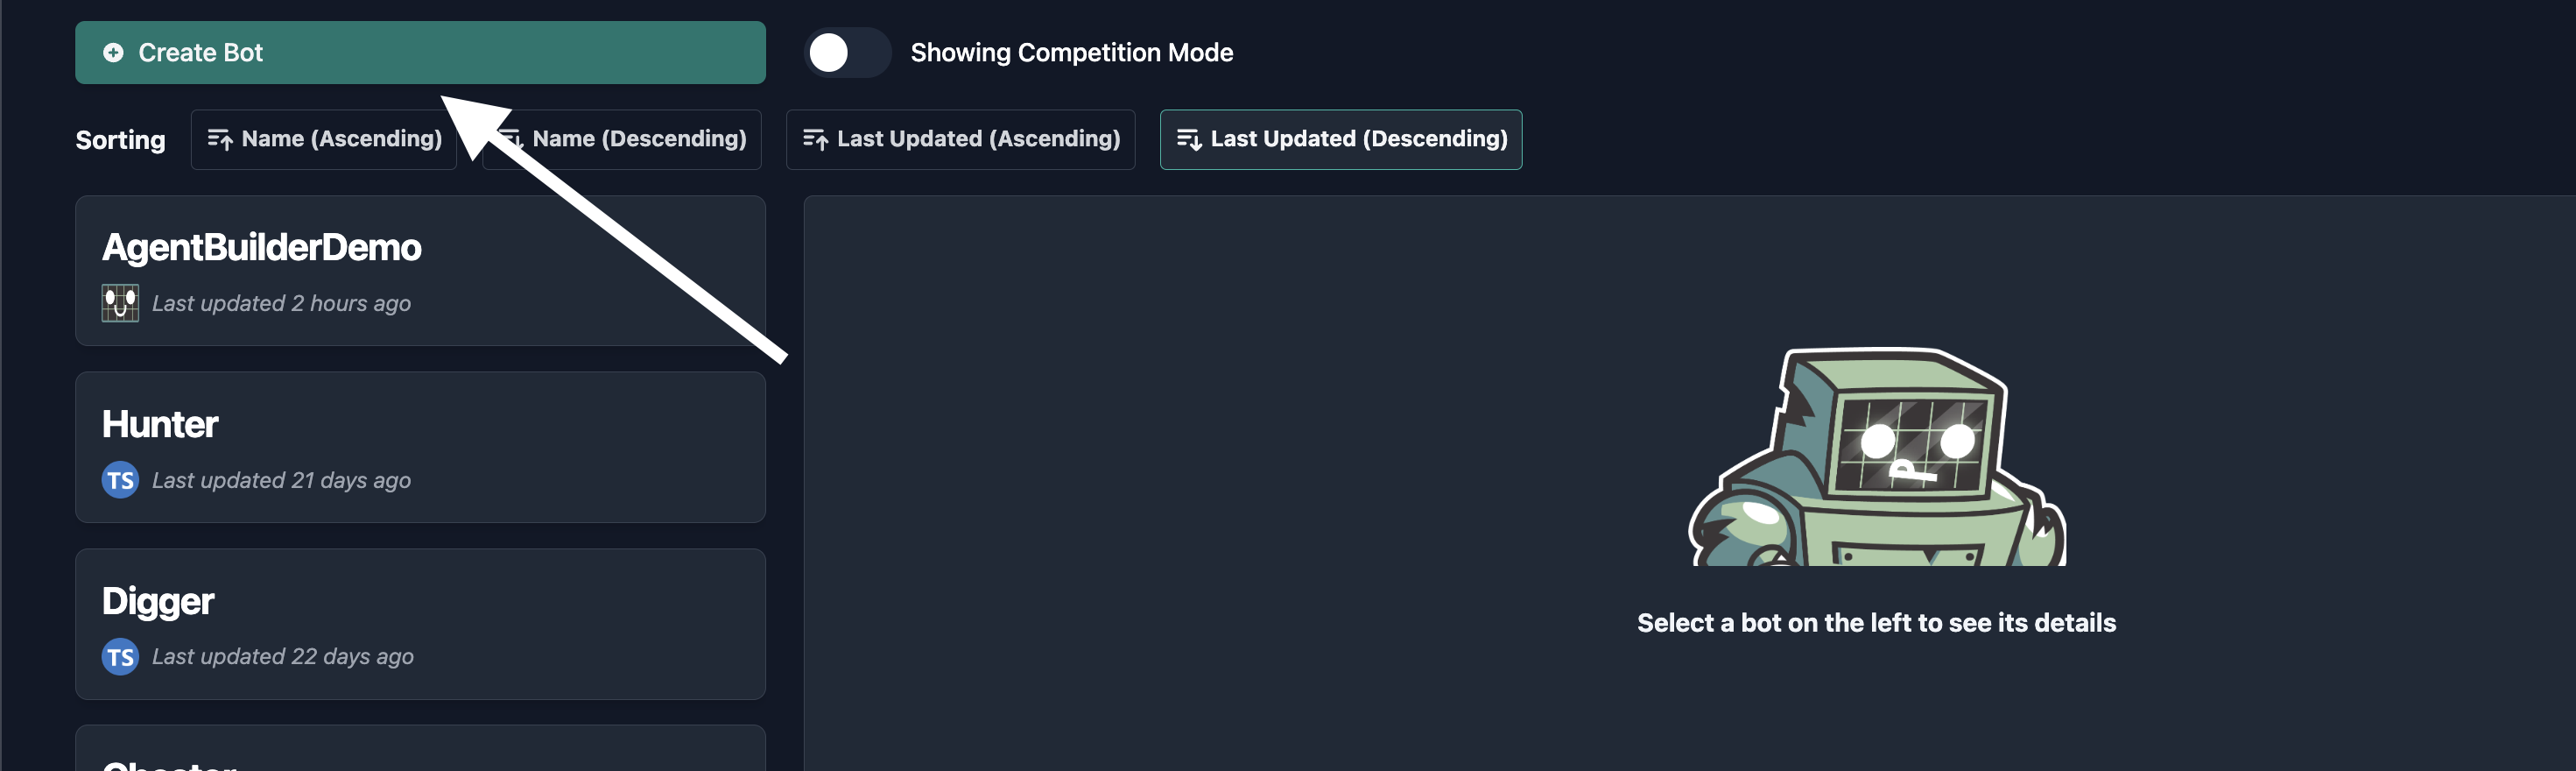 Create Bot
Showing Competition Mode
Sorting
Name (Ascending)
Name (Descending)
Last Updated (Ascending)
Last Updated (Descending)
AgentBuilderDemo
Last updated 2 hours ago
Hunter
TS Last updated 21 days ago
Digger
TS Last updated 22 days ago
Select a bot on the left to see its details